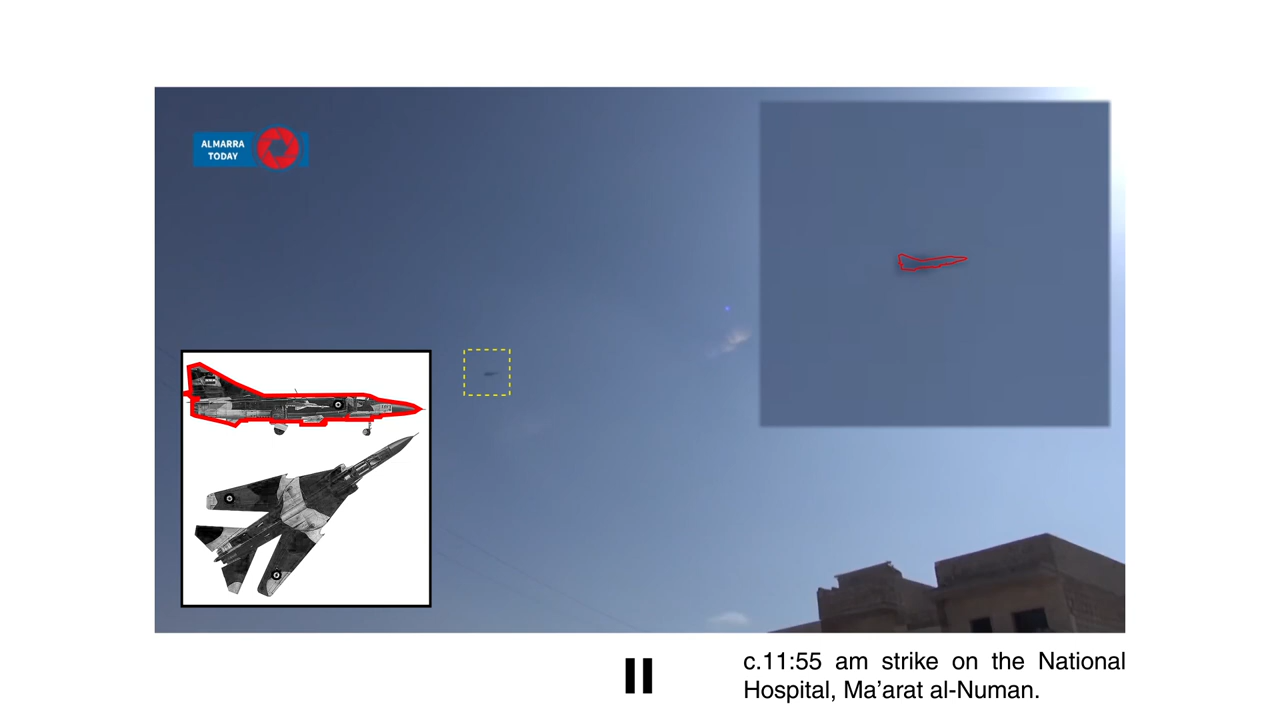 ALMARRA
TODAY
c.11:55 am strike on the National
Hospital, Ma’arat al-Numan.